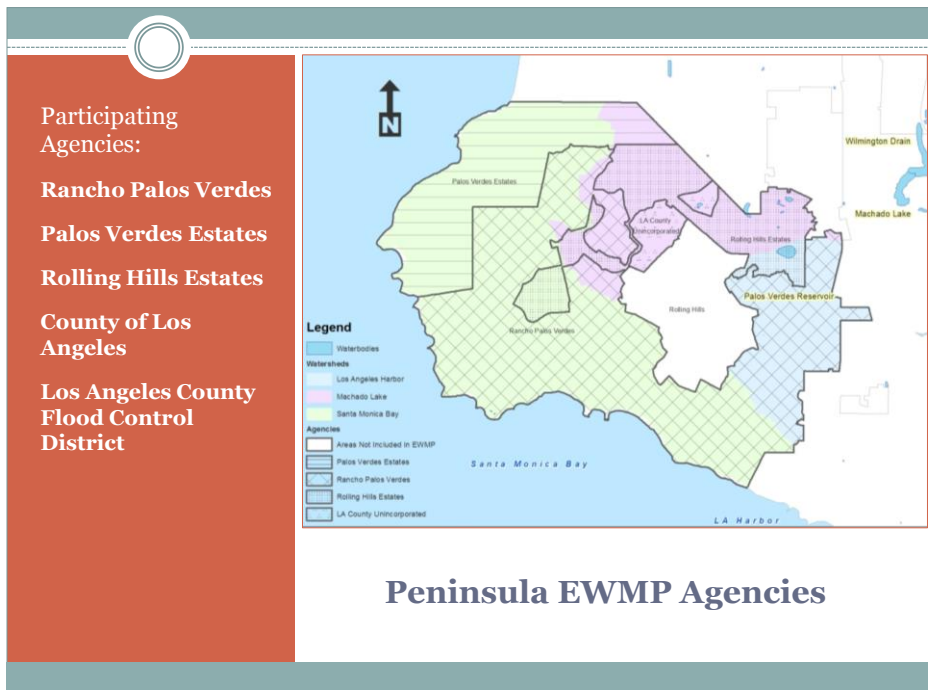 Participating
Agencies:
Rancho Palos Verdes
Palos Verdes Estates
Rolling Hills Estates
County of Los
Angeles
Los Angeles County
Flood Control
District
N
Wilmington Drain
Palos Verdes Estates
Machado Lake
LA County
Unincorporated
Rolling Hills Estates
Palos Verdes Reservoir
Rolling Hills
Rancho Palos Verdes
Legend
Waterbodies
Watersheds
Los Angeles Harbor
Machado Lake
Santa Monica Bay
Agencies
Areas Not Included in EWMP
Palos Verdes Estates
Rancho Palos Verdes
Rolling Hills Estates
LA County Unincorporated
Santa Monica Bay
LA Harbor
Peninsula EWMP Agencies